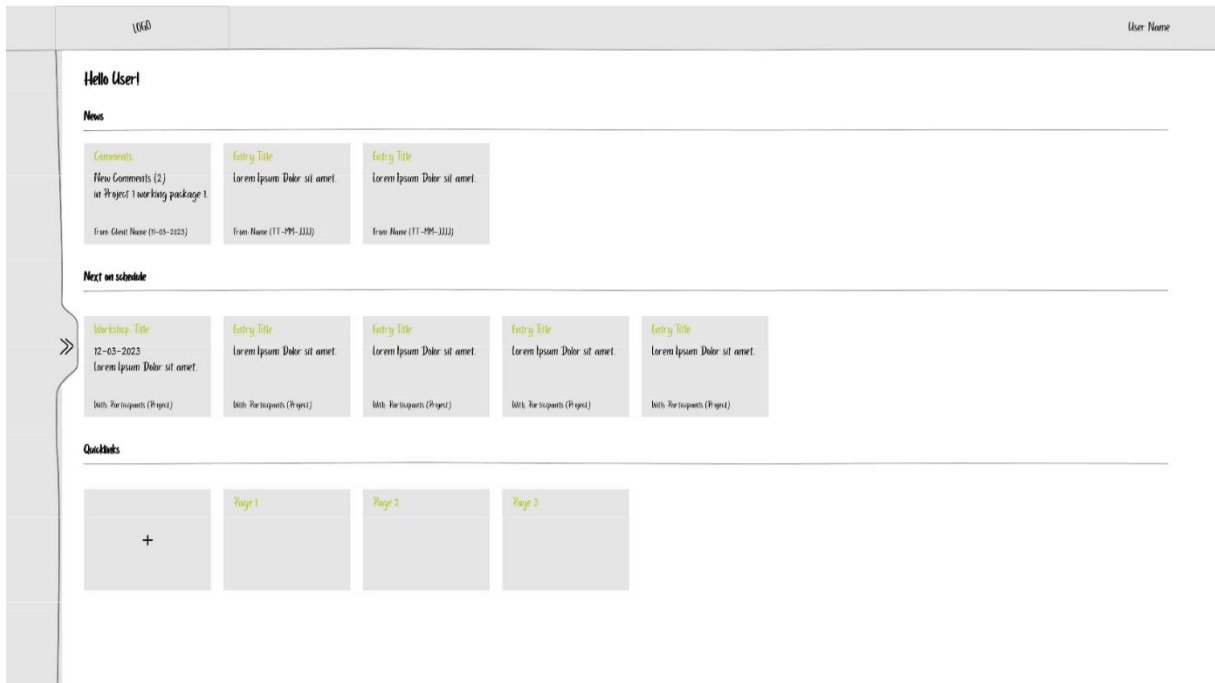 LOGO
User Name
Hello User!
News
Comments
New Comments (2)
in Project 1 working package 1.
From: Client Name (11-03-2023)
Entry Title
Lorem Ipsum Dolor sit amet.
From: Name (TT-MM-JJJJ)
Entry Title
Lorem Ipsum Dolor sit amet.
From: Name (TT-MM-JJJJ)
Next on schedule
Workshop: Title
12-03-2023
Lorem Ipsum Dolor sit amet.
With: Participants (Project)
Entry Title
Lorem Ipsum Dolor sit amet.
With: Participants (Project)
Entry Title
Lorem Ipsum Dolor sit amet.
With: Participants (Project)
Entry Title
Lorem Ipsum Dolor sit amet.
With: Participants (Project)
Entry Title
Lorem Ipsum Dolor sit amet.
With: Participants (Project)
Quicklinks
+
Page 1
Page 2
Page 3